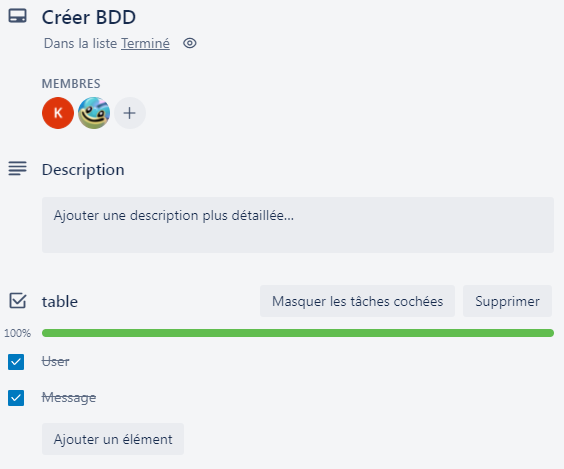 Créer BDD
Dans la liste Terminé
MEMBRES
K
Description
Ajouter une description plus détaillée...
table
Masquer les tâches cochées
Supprimer
100%
User
Message
Ajouter un élément